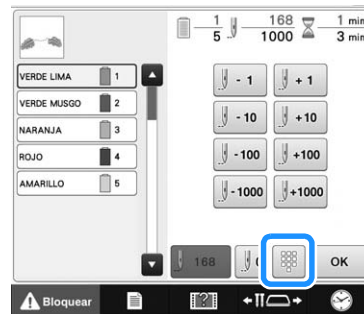 1 168 1 min
5 1000 3 min
VERDE LIMA 1
VERDE MUSGO 2
NARANJA 3
ROJO 4
AMARILLO 5
- 1 + 1
- 10 + 10
- 100 +100
- 1000 +1000
168 OK
Bloquear